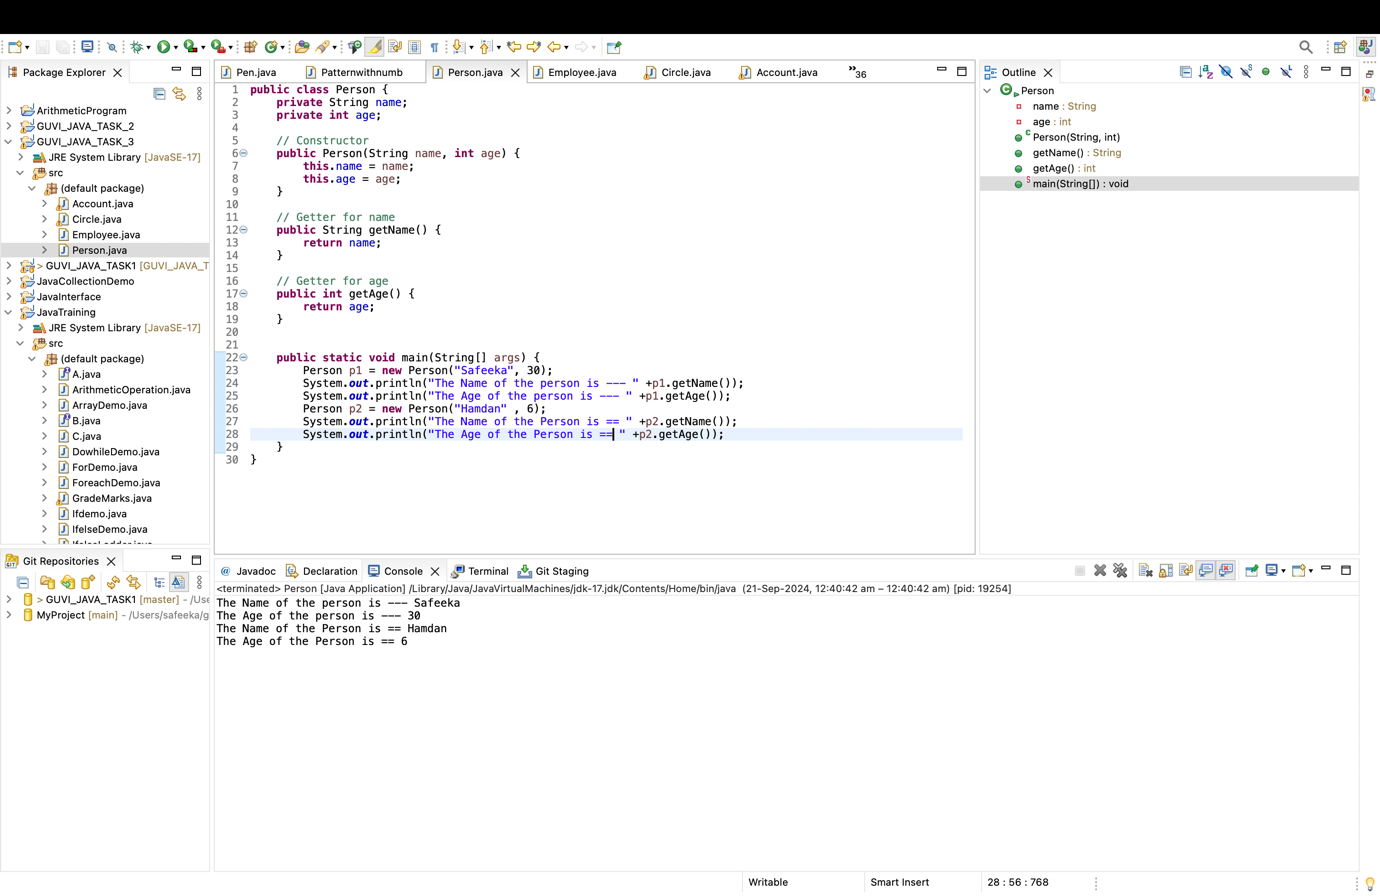 Package Explorer
ArithmeticProgram
GUVI_JAVA_TASK_2
GUVI_JAVA_TASK_3
JRE System Library [JavaSE-17]
src
(default package)
Account.java
Circle.java
Employee.java
Person.java
> GUVI_JAVA_TASK1 [GUVI_JAVA_T
JavaCollectionDemo
JavaInterface
JavaTraining
JRE System Library [JavaSE-17]
src
(default package)
A.java
ArithmeticOperation.java
ArrayDemo.java
B.java
C.java
DowhileDemo.java
ForDemo.java
ForeachDemo.java
GradeMarks.java
Ifdemo.java
IfelseDemo.java
Git Repositories
> GUVI_JAVA_TASK1 [master] - /Use
MyProject [main] - /Users/safeeka/g
Pen.java Patternwithnumb Person.java Employee.java Circle.java Account.java »36
1 public class Person {
2 private String name;
3 private int age;
4
5 // Constructor
6 public Person(String name, int age) {
7 this.name = name;
8 this.age = age;
9 }
10
11 // Getter for name
12 public String getName() {
13 return name;
14 }
15
16 // Getter for age
17 public int getAge() {
18 return age;
19 }
20
21
22 public static void main(String[] args) {
23 Person p1 = new Person("Safeeka", 30);
24 System.out.println("The Name of the person is --- " +p1.getName());
25 System.out.println("The Age of the person is --- " +p1.getAge());
26 Person p2 = new Person("Hamdan" , 6);
27 System.out.println("The Name of the Person is == " +p2.getName());
28 System.out.println("The Age of the Person is == " +p2.getAge());
29 }
30 }
Outline
Person
name : String
age : int
Person(String, int)
getName() : String
getAge() : int
main(String[]) : void
@ Javadoc Declaration Console Terminal Git Staging
<terminated> Person [Java Application] /Library/Java/JavaVirtualMachines/jdk-17.jdk/Contents/Home/bin/java (21-Sep-2024, 12:40:42 am – 12:40:42 am) [pid: 19254]
The Name of the person is --- Safeeka
The Age of the person is --- 30
The Name of the Person is == Hamdan
The Age of the Person is == 6
Writable Smart Insert 28 : 56 : 768